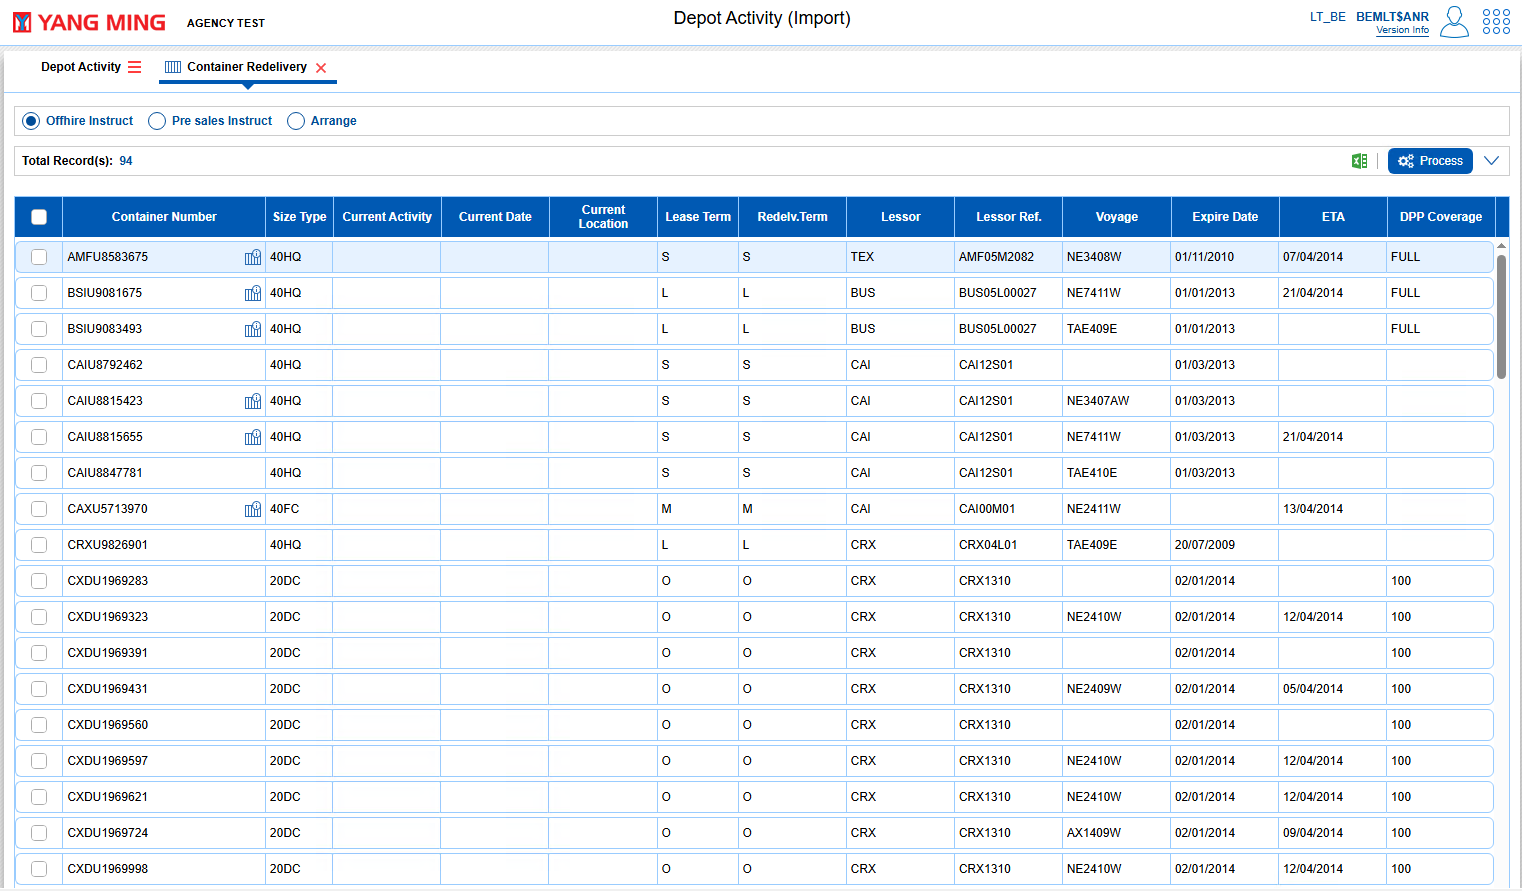 YANG MING AGENCY TEST Depot Activity (Import) LT_BE BEMLT$ANR
Version Info
Depot Activity Container Redelivery
Offhire Instruct Pre sales Instruct Arrange
Total Record(s): 94 Process
Container Number Size Type Current Activity Current Date Current Location Lease Term Redelv.Term Lessor Lessor Ref. Voyage Expire Date ETA DPP Coverage
AMFU8583675 40HQ S S TEX AMF05M2082 NE3408W 01/11/2010 07/04/2014 FULL
BSIU9081675 40HQ L L BUS BUS05L00027 NE7411W 01/01/2013 21/04/2014 FULL
BSIU9083493 40HQ L L BUS BUS05L00027 TAE409E 01/01/2013 FULL
CAIU8792462 40HQ S S CAI CAI12S01 01/03/2013
CAIU8815423 40HQ S S CAI CAI12S01 NE3407AW 01/03/2013
CAIU8815655 40HQ S S CAI CAI12S01 NE7411W 01/03/2013 21/04/2014
CAIU8847781 40HQ S S CAI CAI12S01 TAE410E 01/03/2013
CAXU5713970 40FC M M CAI CAI00M01 NE2411W 13/04/2014
CRXU9826901 40HQ L L CRX CRX04L01 TAE409E 20/07/2009
CXDU1969283 20DC O O CRX CRX1310 02/01/2014 100
CXDU1969323 20DC O O CRX CRX1310 NE2410W 02/01/2014 12/04/2014 100
CXDU1969391 20DC O O CRX CRX1310 02/01/2014 100
CXDU1969431 20DC O O CRX CRX1310 NE2409W 02/01/2014 05/04/2014 100
CXDU1969560 20DC O O CRX CRX1310 02/01/2014 100
CXDU1969597 20DC O O CRX CRX1310 NE2410W 02/01/2014 12/04/2014 100
CXDU1969621 20DC O O CRX CRX1310 NE2410W 02/01/2014 12/04/2014 100
CXDU1969724 20DC O O CRX CRX1310 AX1409W 02/01/2014 09/04/2014 100
CXDU1969998 20DC O O CRX CRX1310 NE2410W 02/01/2014 12/04/2014 100